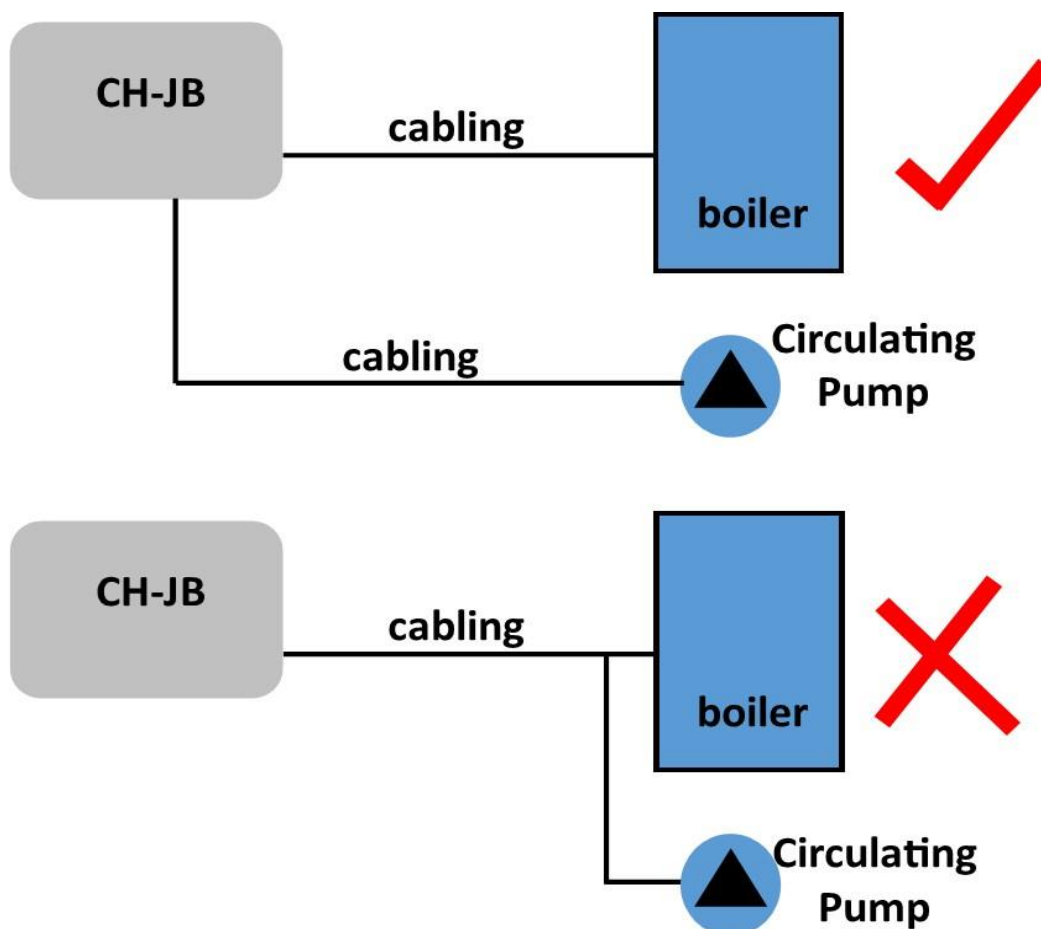 CH-JB
cabling
boiler
cabling
Circulating
Pump
CH-JB
cabling
boiler
Circulating
Pump